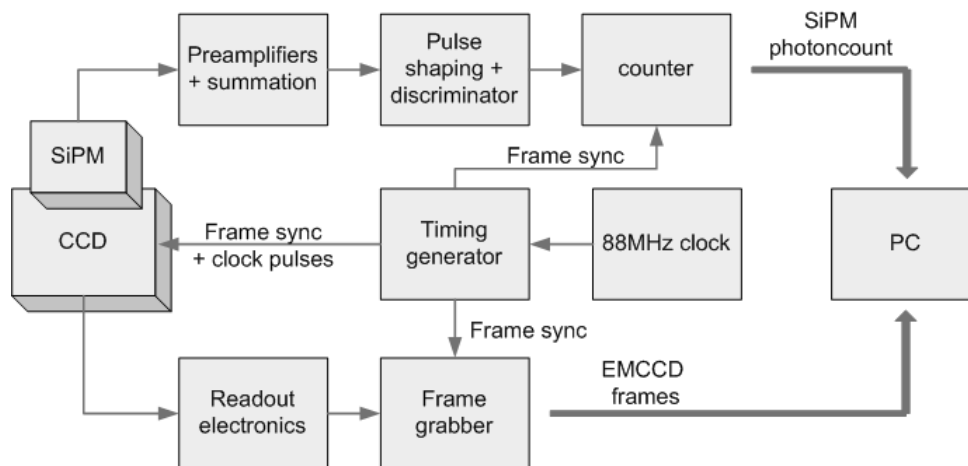 Preamplifiers
+ summation
Pulse
shaping +
discriminator
counter
SiPM
photoncount
SiPM
Frame sync
CCD
Frame sync
+ clock pulses
Timing
generator
88MHz clock
PC
Frame sync
Readout
electronics
Frame
grabber
EMCCD
frames